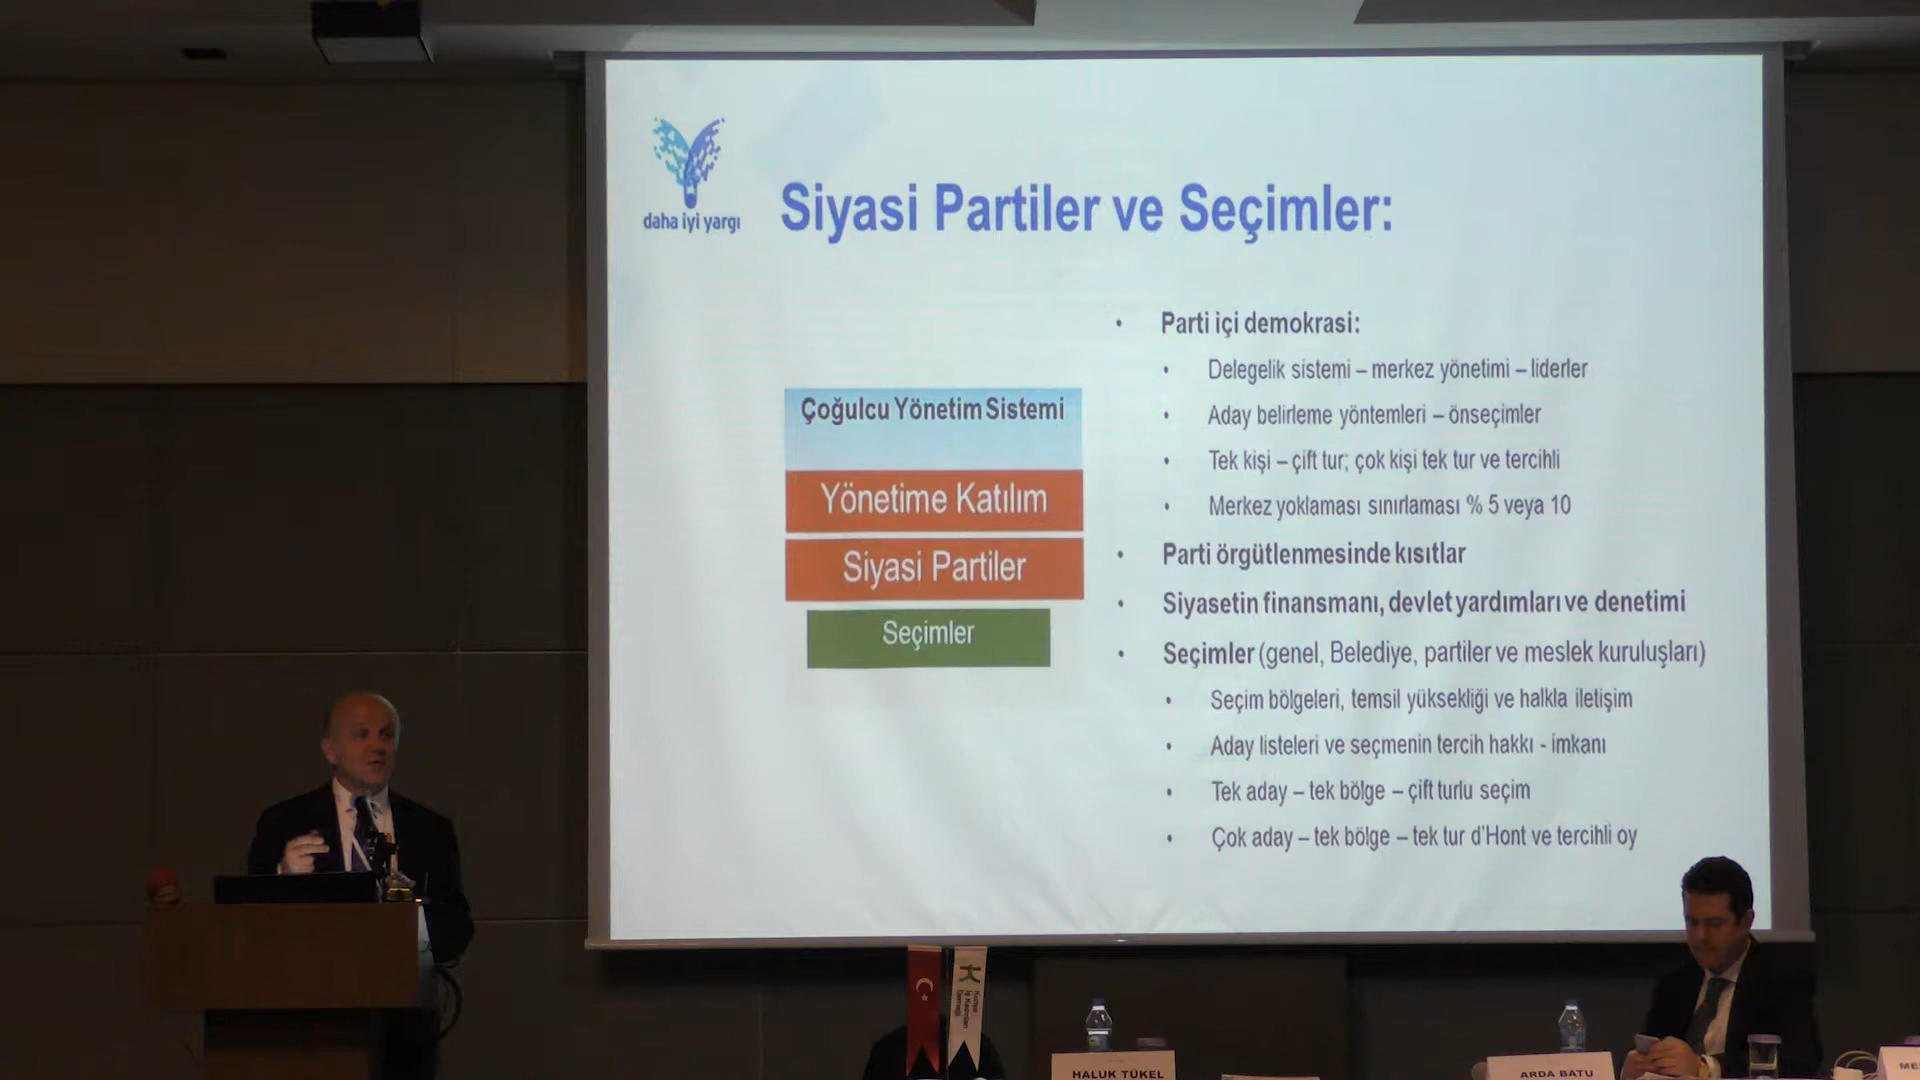 daha iyi yargı
Siyasi Partiler ve Seçimler:
Çoğulcu Yönetim Sistemi
Yönetime Katılım
Siyasi Partiler
Seçimler
• Parti içi demokrasi:
• Delegelik sistemi – merkez yönetimi – liderler
• Aday belirleme yöntemleri – önseçimler
• Tek kişi – çift tur; çok kişi tek tur ve tercihli
• Merkez yoklaması sınırlaması % 5 veya 10
• Parti örgütlenmesinde kısıtlar
• Siyasetin finansmanı, devlet yardımları ve denetimi
• Seçimler (genel, Belediye, partiler ve meslek kuruluşları)
• Seçim bölgeleri, temsil yüksekliği ve halkla iletişim
• Aday listeleri ve seçmenin tercih hakkı - imkanı
• Tek aday – tek bölge – çift turlu seçim
• Çok aday – tek bölge – tek tur d'Hont ve tercihli oy
Konya
İş Kadınları
Derneği
HALUK TÜKEL
ARDA BATU
ME